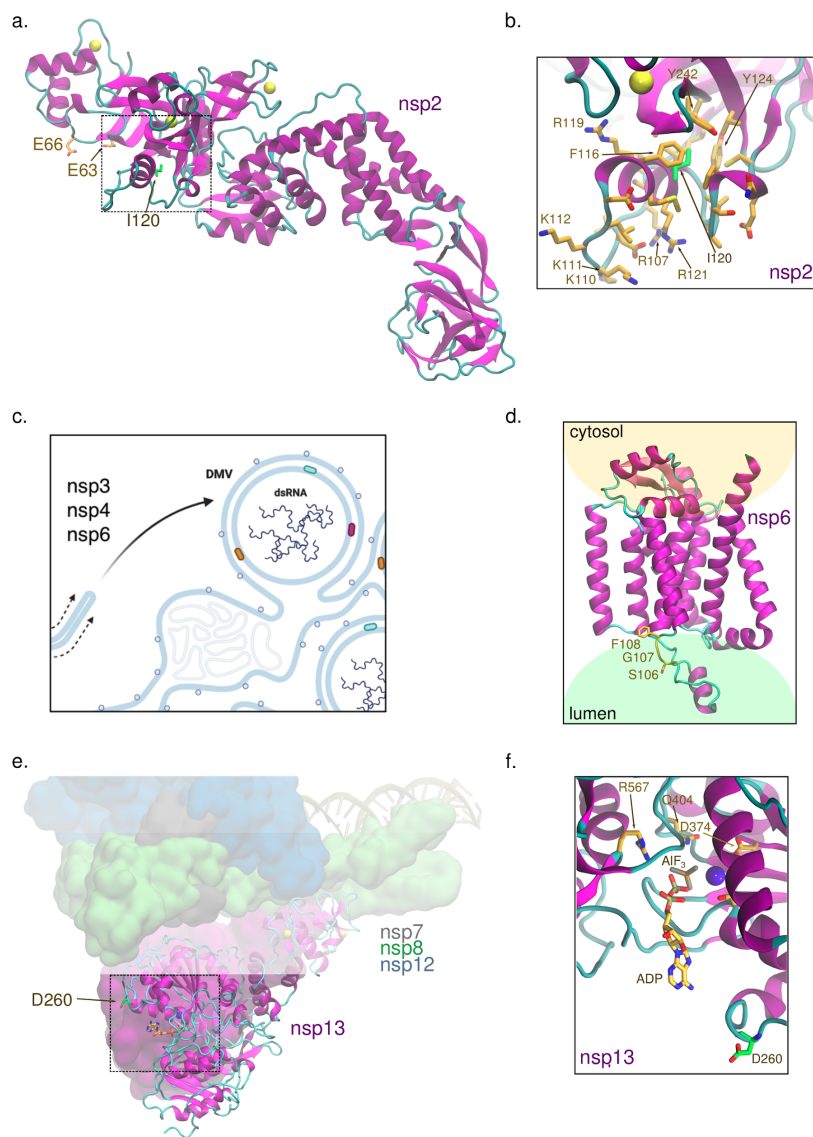 a.
nsp2
E66
E63
I120
b.
Y242
Y124
R119
F116
K112
K111
K110
R107
R121
I120
nsp2
c.
nsp3
nsp4
nsp6
DMV
dsRNA
d.
cytosol
nsp6
F108
G107
S106
lumen
e.
nsp7
nsp8
nsp12
D260
nsp13
f.
R567
Q404
D374
AlF3
ADP
D260
nsp13